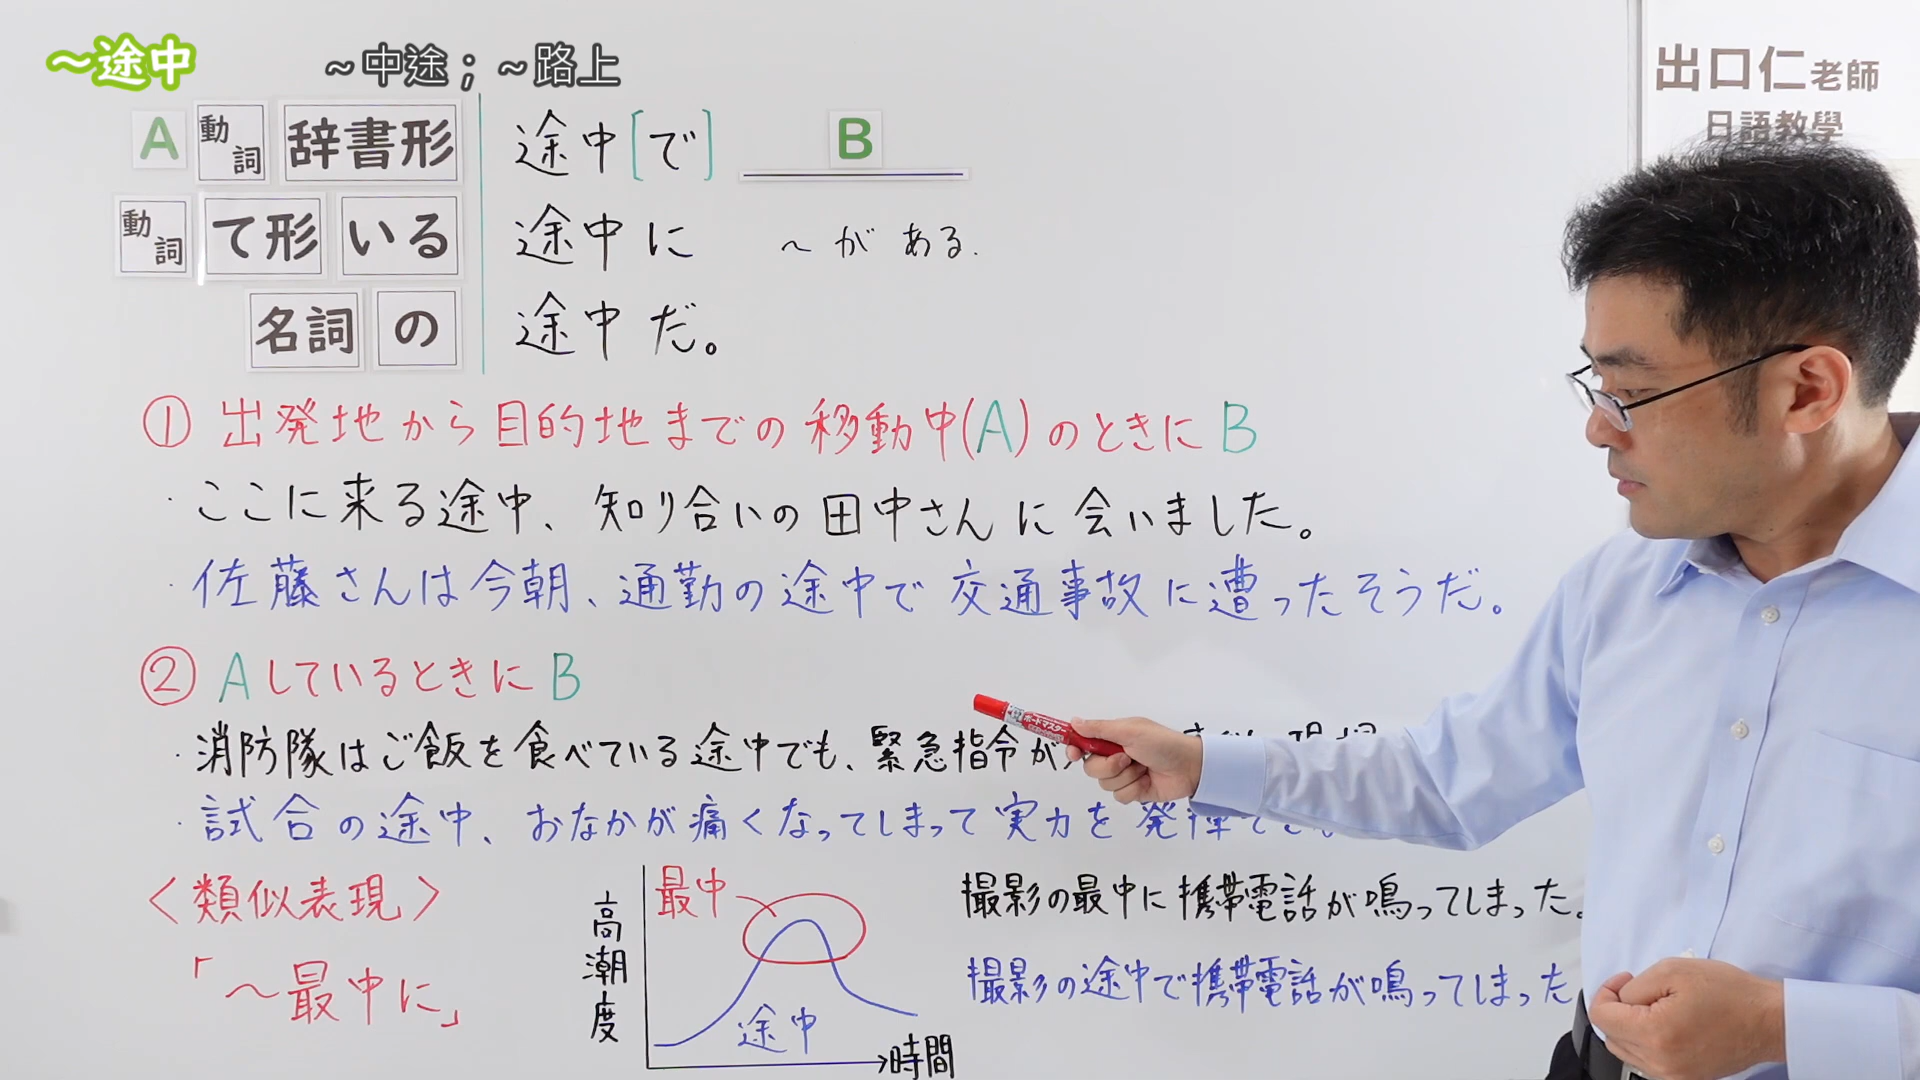 ～途中
～中途；～路上
出口仁老師
日語教學
A 動詞 辞書形 途中[で] B
動詞 て形 いる 途中に ～がある.
名詞 の 途中だ。
① 出発地から目的地までの移動中(A)のときにB
・ここに来る途中、知り合いの田中さんに会いました。
・佐藤さんは今朝、通勤の途中で交通事故に遭ったそうだ。
② AしているときにB
・消防隊はご飯を食べている途中でも、緊急指令が
・試合の途中、おなかが痛くなってしまって実力を発揮でき
〈類似表現〉
「～最中に」
高潮度
最中
途中
時間
撮影の最中に携帯電話が鳴ってしまった。
撮影の途中で携帯電話が鳴ってしまった
ボードマスター